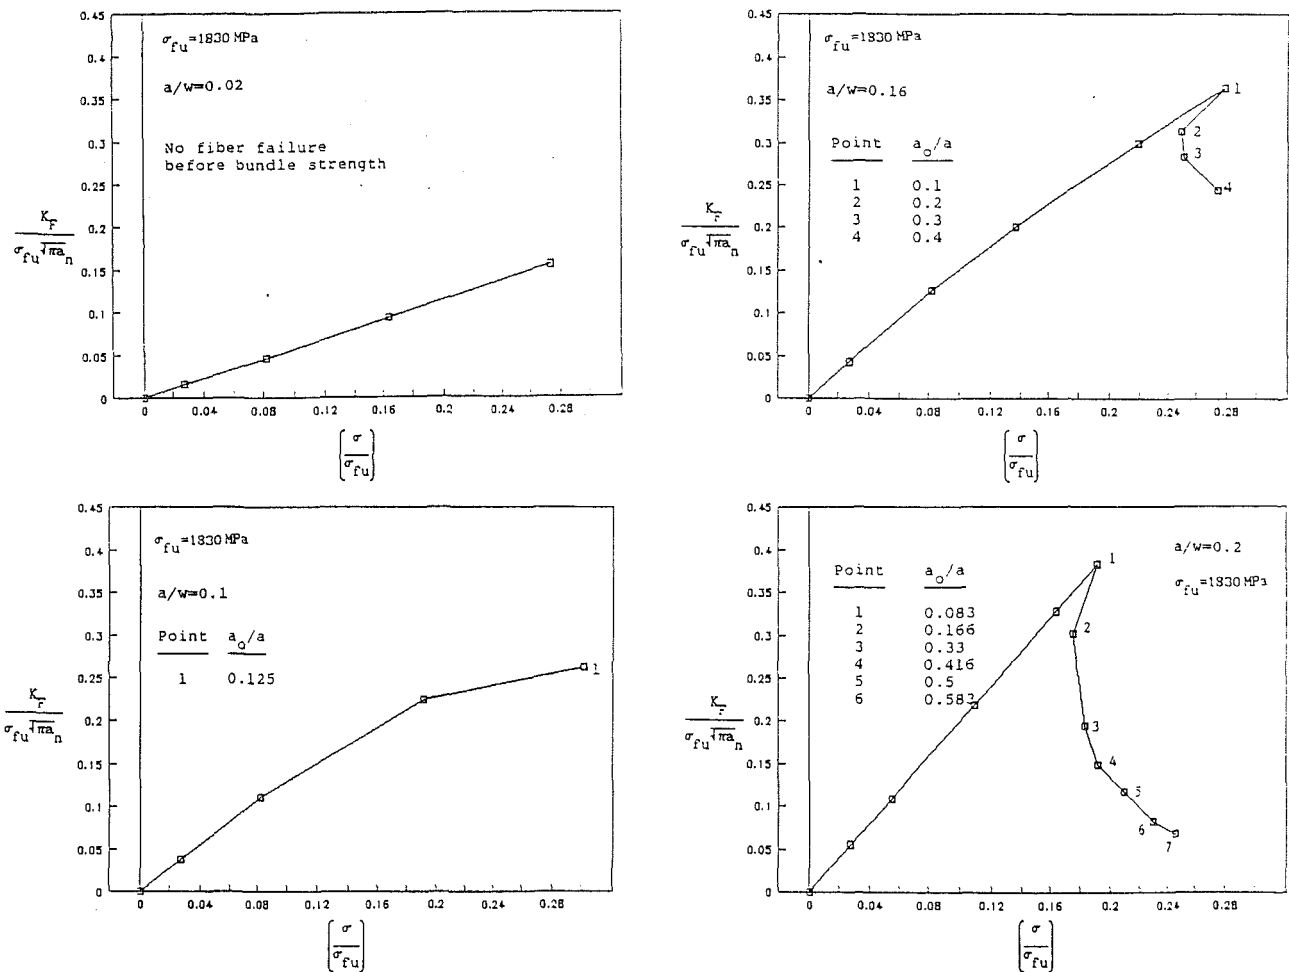 0.45
0.4
0.35
0.3
0.25
0.2
0.15
0.1
0.05
0
σfu=1830 MPa
a/w=0.02
No fiber failure
before bundle strength
KF
σfu√πan
0 0.04 0.08 0.12 0.16 0.2 0.24 0.28
(σ/σfu)
0.45
0.4
0.35
0.3
0.25
0.2
0.15
0.1
0.05
0
σfu=1830 MPa
a/w=0.16
Point ao/a
1 0.1
2 0.2
3 0.3
4 0.4
1
2
3
4
KF
σfu√πan
0 0.04 0.08 0.12 0.16 0.2 0.24 0.28
(σ/σfu)
0.45
0.4
0.35
0.3
0.25
0.2
0.15
0.1
0.05
0
σfu=1830 MPa
a/w=0.1
Point ao/a
1 0.125
1
KF
σfu√πan
0 0.04 0.08 0.12 0.16 0.2 0.24 0.28
(σ/σfu)
0.45
0.4
0.35
0.3
0.25
0.2
0.15
0.1
0.05
0
a/w=0.2
σfu=1830 MPa
Point ao/a
1 0.083
2 0.166
3 0.33
4 0.416
5 0.5
6 0.583
1
2
3
4
5
6
7
KF
σfu√πan
0 0.04 0.08 0.12 0.16 0.2 0.24 0.28
(σ/σfu)